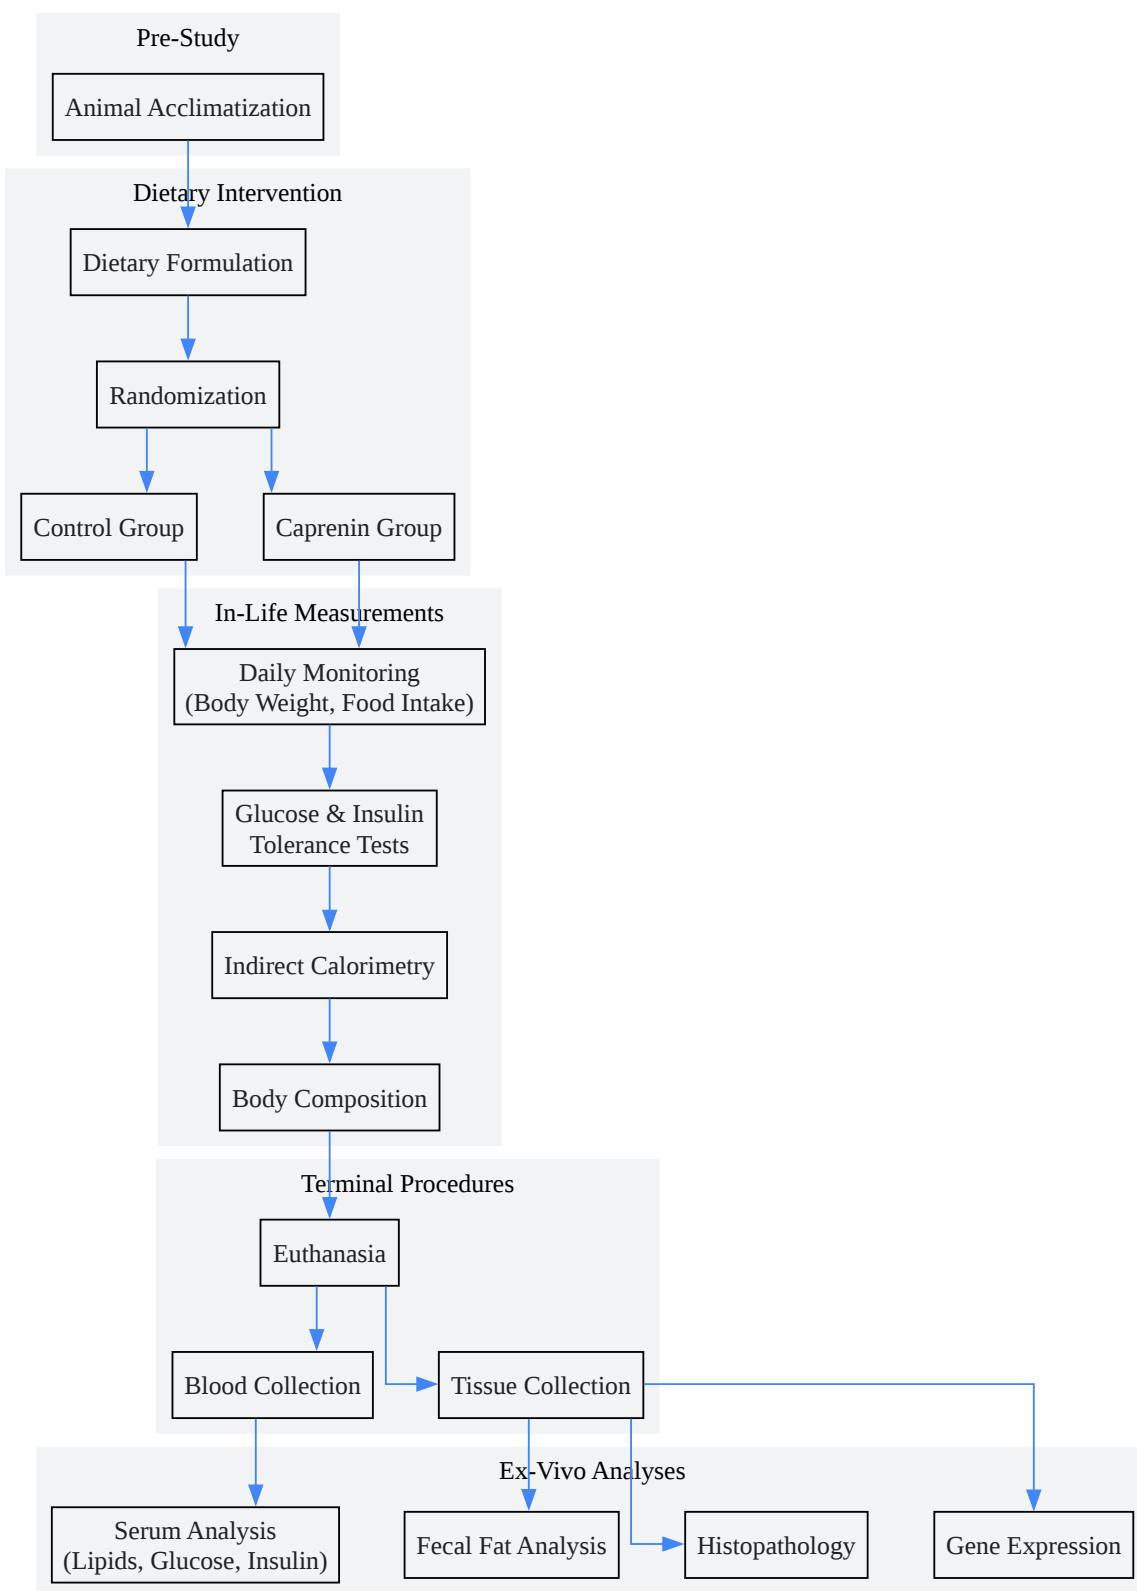 Pre-Study
Animal Acclimatization
Dietary Intervention
Dietary Formulation
Randomization
Control Group
Caprenin Group
In-Life Measurements
Daily Monitoring
(Body Weight, Food Intake)
Glucose & Insulin
Tolerance Tests
Indirect Calorimetry
Body Composition
Terminal Procedures
Euthanasia
Blood Collection
Tissue Collection
Ex-Vivo Analyses
Serum Analysis
(Lipids, Glucose, Insulin)
Fecal Fat Analysis
Histopathology
Gene Expression